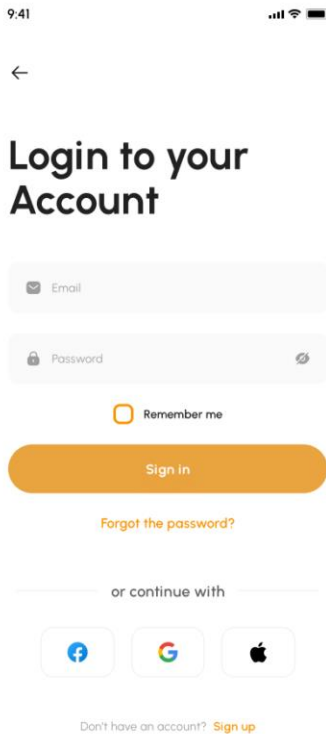 9:41
Login to your
Account
Email
Password
Remember me
Sign in
Forgot the password?
or continue with
Don't have an account? Sign up